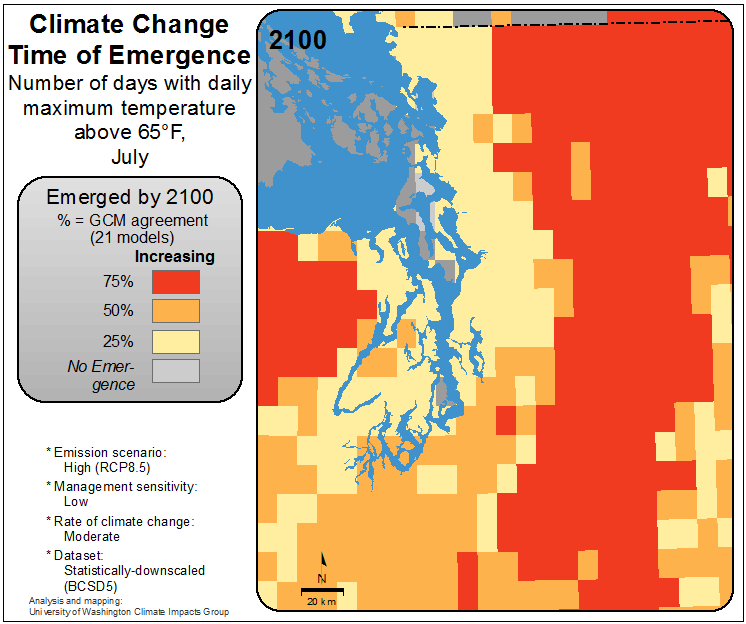 Climate Change
Time of Emergence
Number of days with daily
maximum temperature
above 65°F,
July
Emerged by 2100
% = GCM agreement
(21 models)
Increasing
75%
50%
25%
No Emer-
gence
* Emission scenario:
High (RCP8.5)
* Management sensitivity:
Low
* Rate of climate change:
Moderate
* Dataset:
Statistically-downscaled
(BCSD5)
Analysis and mapping:
University of Washington Climate Impacts Group
2100
N
20 km